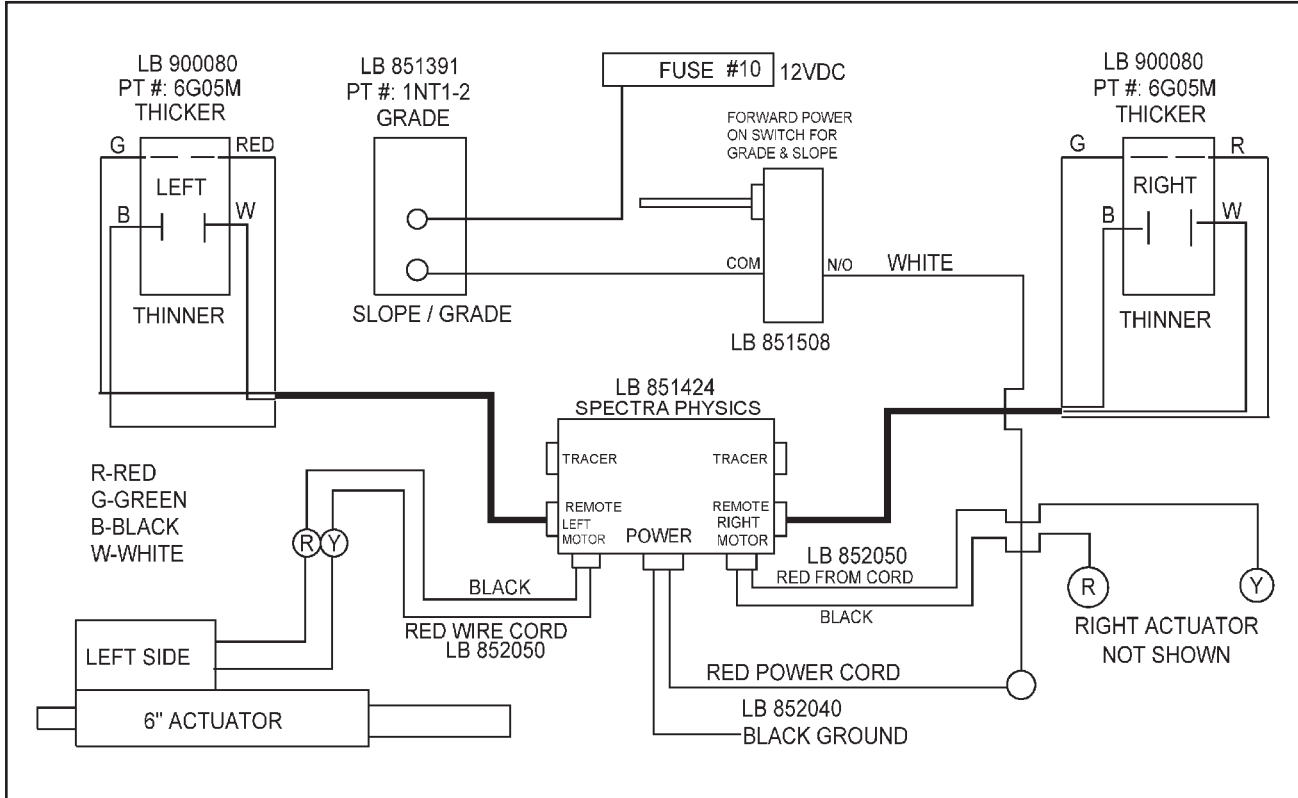 LB 900080
PT #: 6G05M
THICKER
G
RED
LEFT
B
W
THINNER
LB 851391
PT #: 1NT1-2
GRADE
SLOPE / GRADE
FUSE #10
12VDC
FORWARD POWER
ON SWITCH FOR
GRADE & SLOPE
COM
N/O
WHITE
LB 851508
LB 900080
PT #: 6G05M
THICKER
G
R
RIGHT
B
W
THINNER
LB 851424
SPECTRA PHYSICS
TRACER
TRACER
REMOTE
LEFT
MOTOR
POWER
REMOTE
RIGHT
MOTOR
R-RED
G-GREEN
B-BLACK
W-WHITE
R
Y
BLACK
RED WIRE CORD
LB 852050
LEFT SIDE
6" ACTUATOR
LB 852050
RED FROM CORD
BLACK
R
Y
RIGHT ACTUATOR
NOT SHOWN
RED POWER CORD
LB 852040
BLACK GROUND